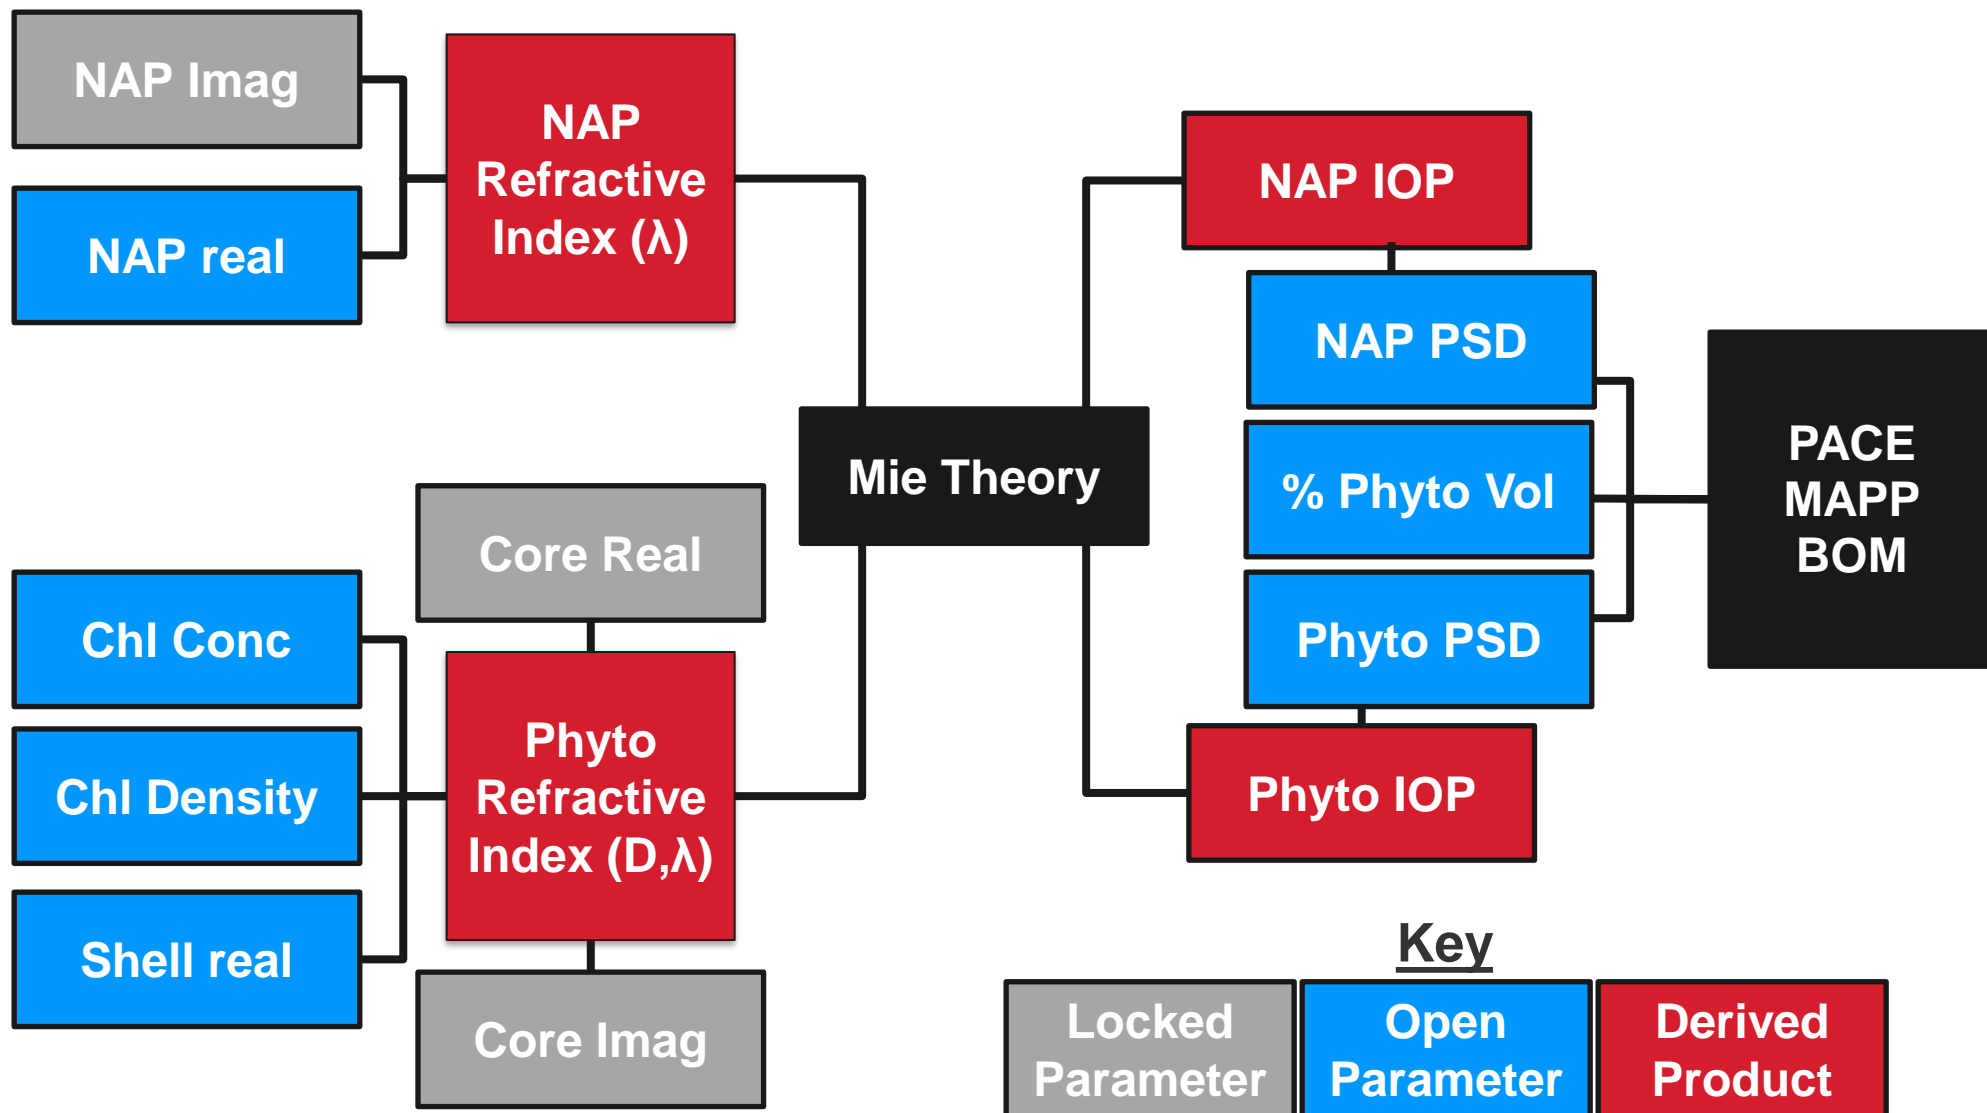 NAP Imag
NAP real
NAP
Refractive
Index (λ)
Chl Conc
Chl Density
Shell real
Core Real
Phyto
Refractive
Index (D,λ)
Core Imag
Mie Theory
NAP IOP
NAP PSD
% Phyto Vol
Phyto PSD
Phyto IOP
PACE
MAPP
BOM
Key
Locked
Parameter
Open
Parameter
Derived
Product